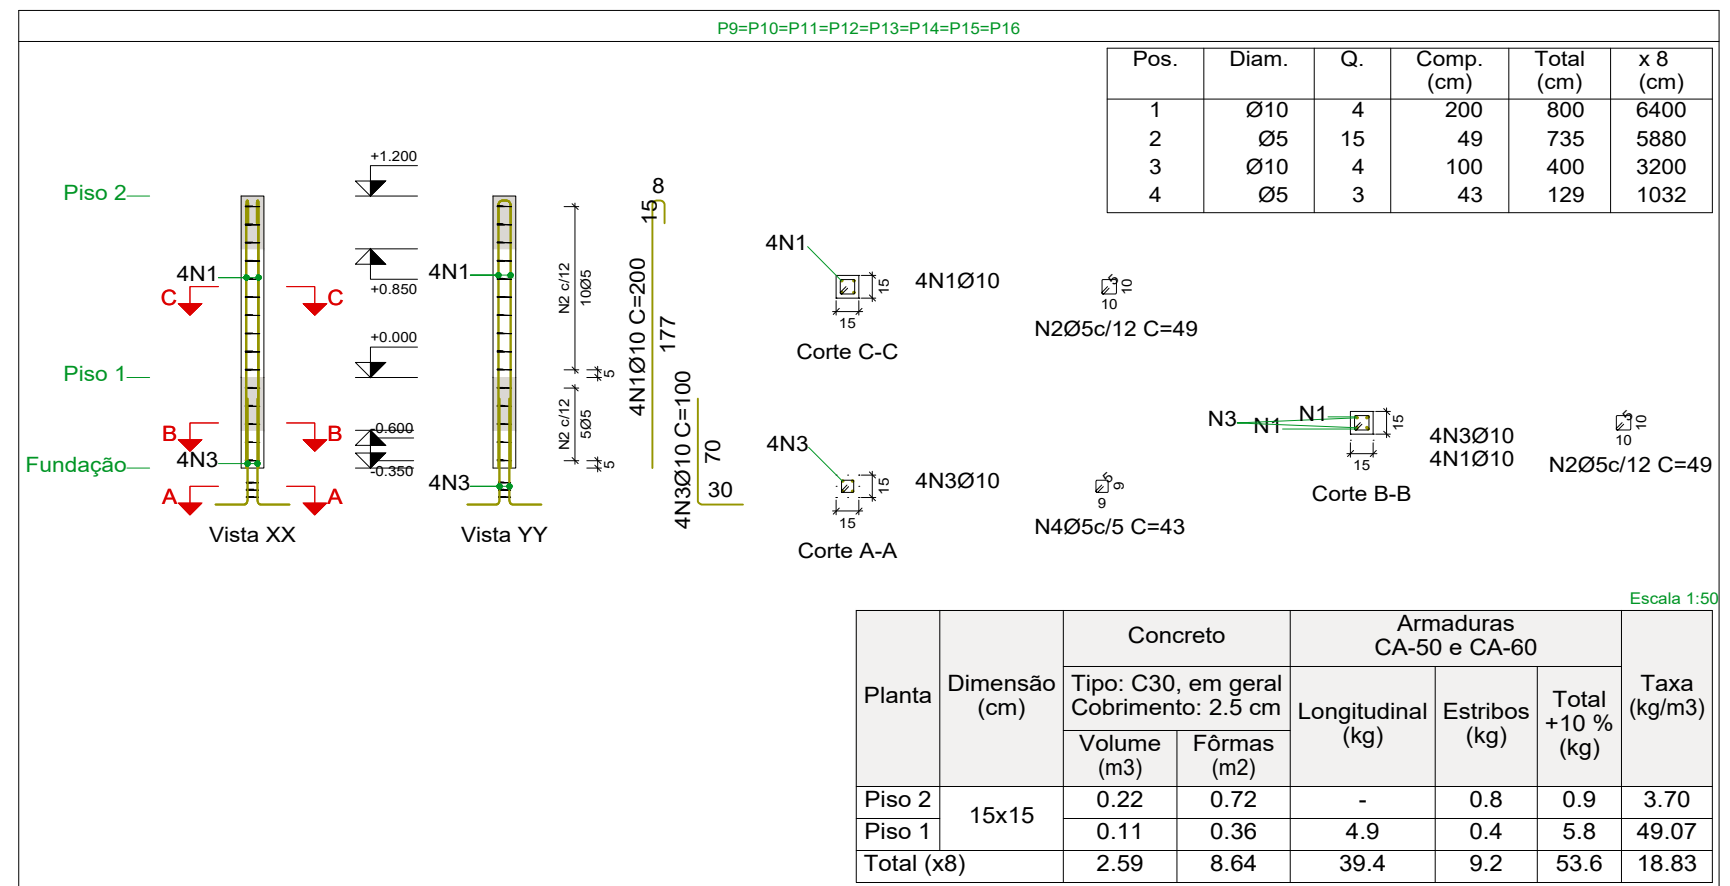 P9=P10=P11=P12=P13=P14=P15=P16
Pos. Diam. Q. Comp. (cm) Total (cm) x 8 (cm)
1 Ø10 4 200 800 6400
2 Ø5 15 49 735 5880
3 Ø10 4 100 400 3200
4 Ø5 3 43 129 1032
Piso 2
Piso 1
Fundação
4N1
C C
B B
4N3
A A
Vista XX
+1.200
+0.850
+0.000
-0.600
-0.350
4N1
4N3
Vista YY
N2 c/12
10Ø5
5
N2 c/12
5Ø5
5
8
15
4N1Ø10 C=200
177
4N3Ø10 C=100
70
30
4N1
15
15
4N1Ø10
Corte C-C
5
10
10
N2Ø5c/12 C=49
4N3
15
15
4N3Ø10
Corte A-A
5
9
9
N4Ø5c/5 C=43
N3
N1
N1
15
15
4N3Ø10
4N1Ø10
Corte B-B
5
10
10
N2Ø5c/12 C=49
Escala 1:50
Planta
Dimensão
(cm)
Concreto
Tipo: C30, em geral
Cobrimento: 2.5 cm
Volume
(m3)
Fôrmas
(m2)
Armaduras
CA-50 e CA-60
Longitudinal
(kg)
Estribos
(kg)
Total
+10 %
(kg)
Taxa
(kg/m3)
Piso 2 15x15 0.22 0.72 - 0.8 0.9 3.70
Piso 1 0.11 0.36 4.9 0.4 5.8 49.07
Total (x8) 2.59 8.64 39.4 9.2 53.6 18.83